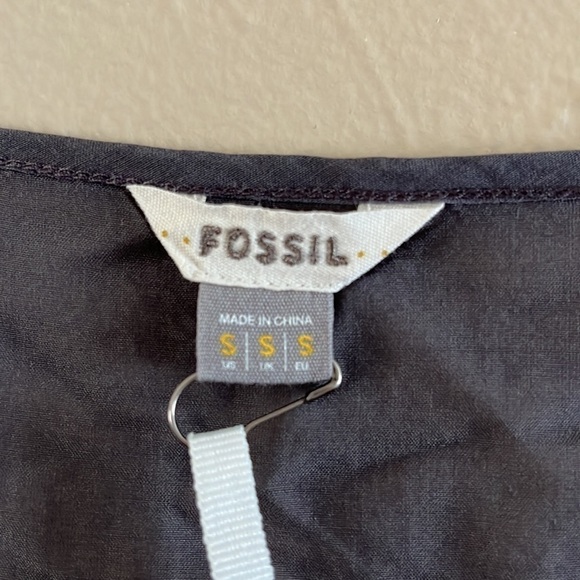 FOSSIL
MADE IN CHINA
S S S
US UK EU